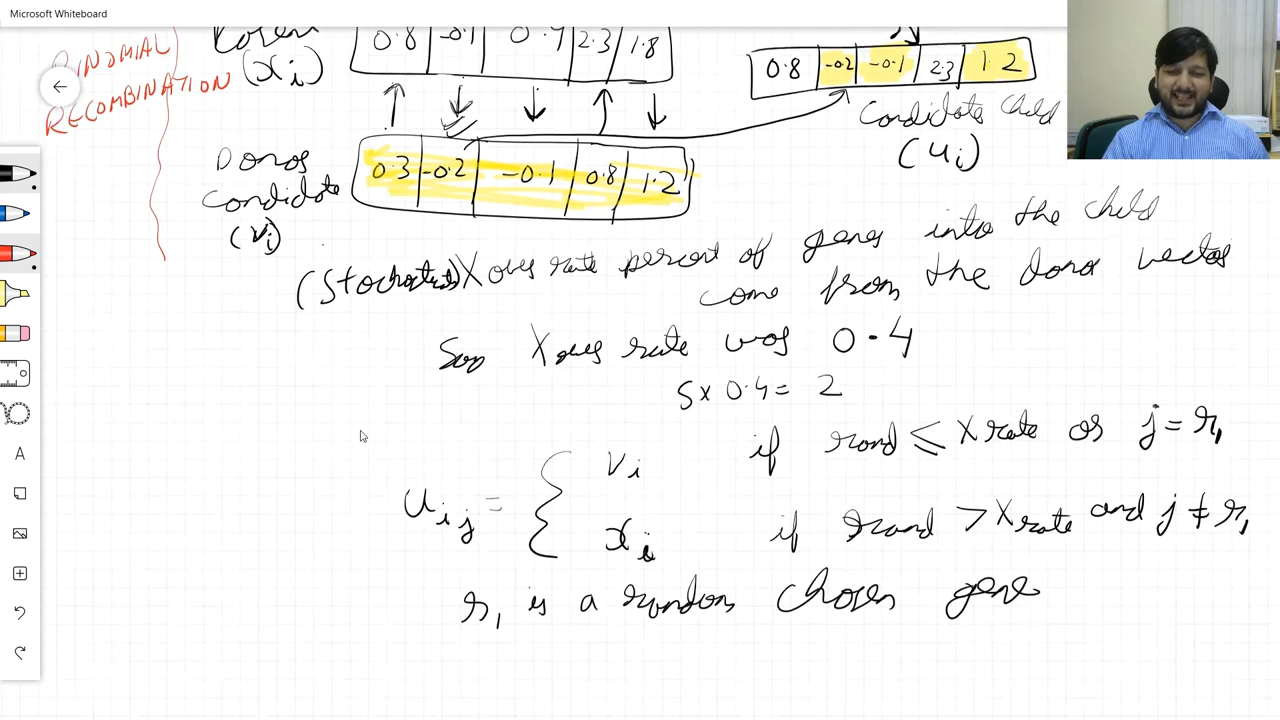 Microsoft Whiteboard
BINOMIAL
RECOMBINATION
Parent
(xi)
0.8 -0.1 0.4 2.3 1.8
0.8 -0.2 -0.1 2.3 1.2
Candidate child
(ui)
Donor
candidate
(vi)
0.3 -0.2 -0.1 0.8 1.2
Xover rate percent of genes into the child
come from the donor vector
Xover rate was 0.4
5 x 0.4 = 2
uij = { vi if rand ≤ Xrate or j = r1
xi if rand > Xrate and j ≠ r1
r1 is a random chosen gene
A